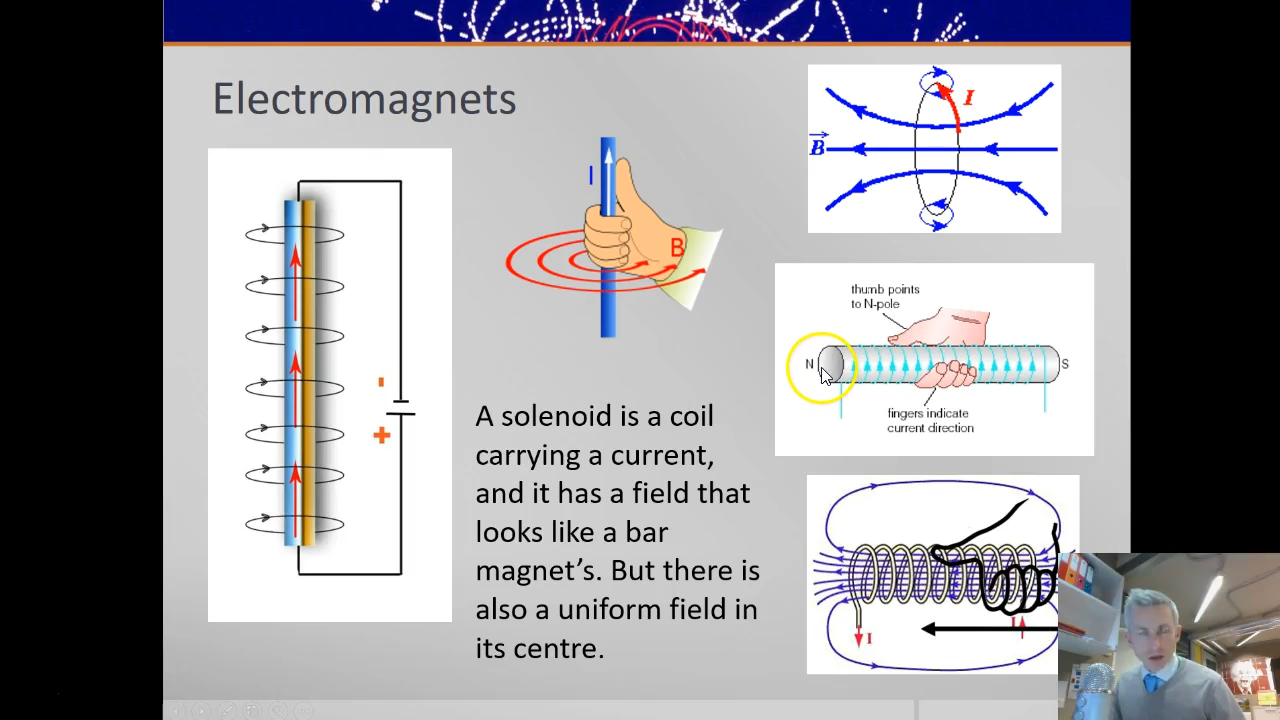 Electromagnets
I
B
B
I
thumb points
to N-pole
N
S
fingers indicate
current direction
-
+
A solenoid is a coil
carrying a current,
and it has a field that
looks like a bar
magnet’s. But there is
also a uniform field in
its centre.
I
I